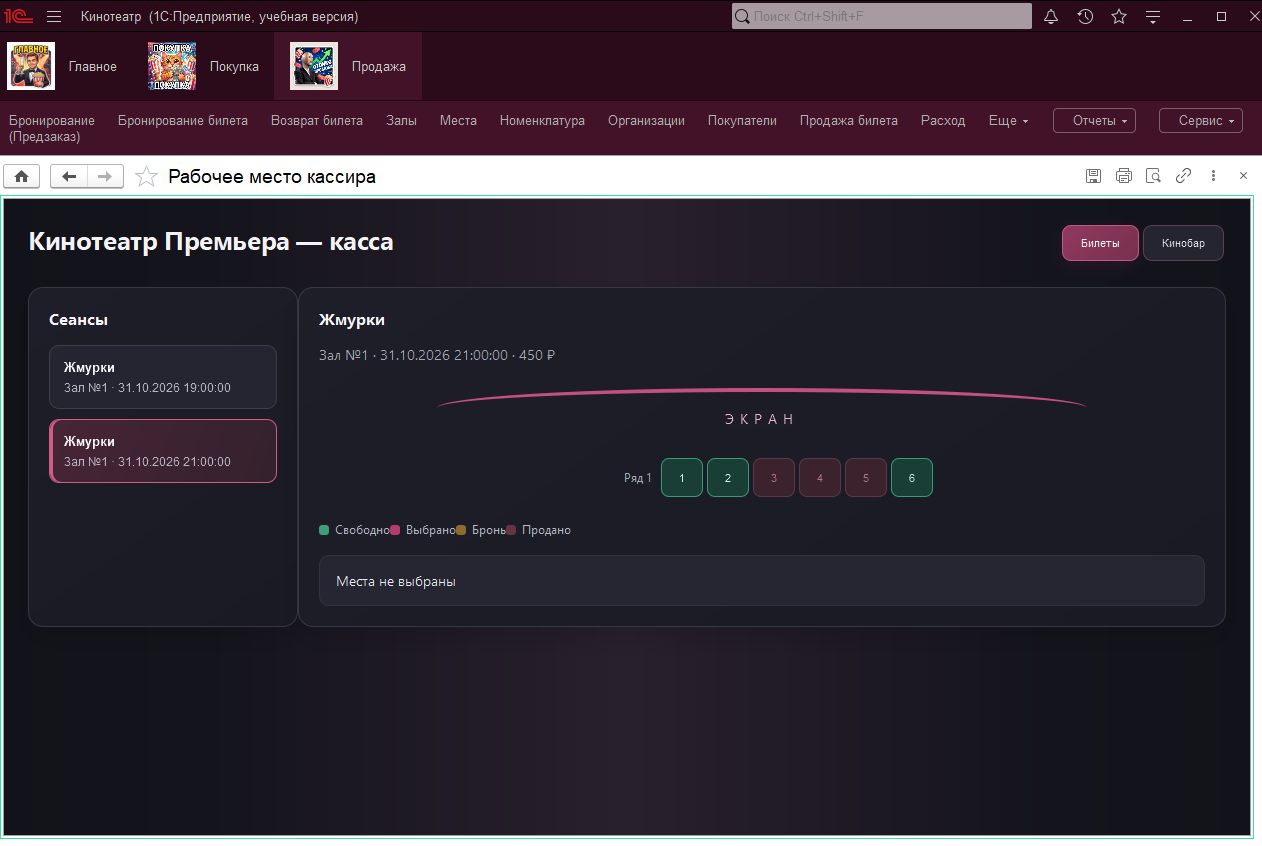 1С Кинотеатр (1С:Предприятие, учебная версия) Поиск Ctrl+Shift+F
ГЛАВНОЕ Главное ПОКУПКА ПОКУПКА Покупка Продажа
Бронирование (Предзаказ) Бронирование билета Возврат билета Залы Места Номенклатура Организации Покупатели Продажа билета Расход Еще Отчеты Сервис
Рабочее место кассира
Кинотеатр Премьера — касса Билеты Кинобар
Сеансы
Жмурки
Зал №1 · 31.10.2026 19:00:00
Жмурки
Зал №1 · 31.10.2026 21:00:00
Жмурки
Зал №1 · 31.10.2026 21:00:00 · 450 ₽
ЭКРАН
Ряд 1 1 2 3 4 5 6
Свободно Выбрано Бронь Продано
Места не выбраны